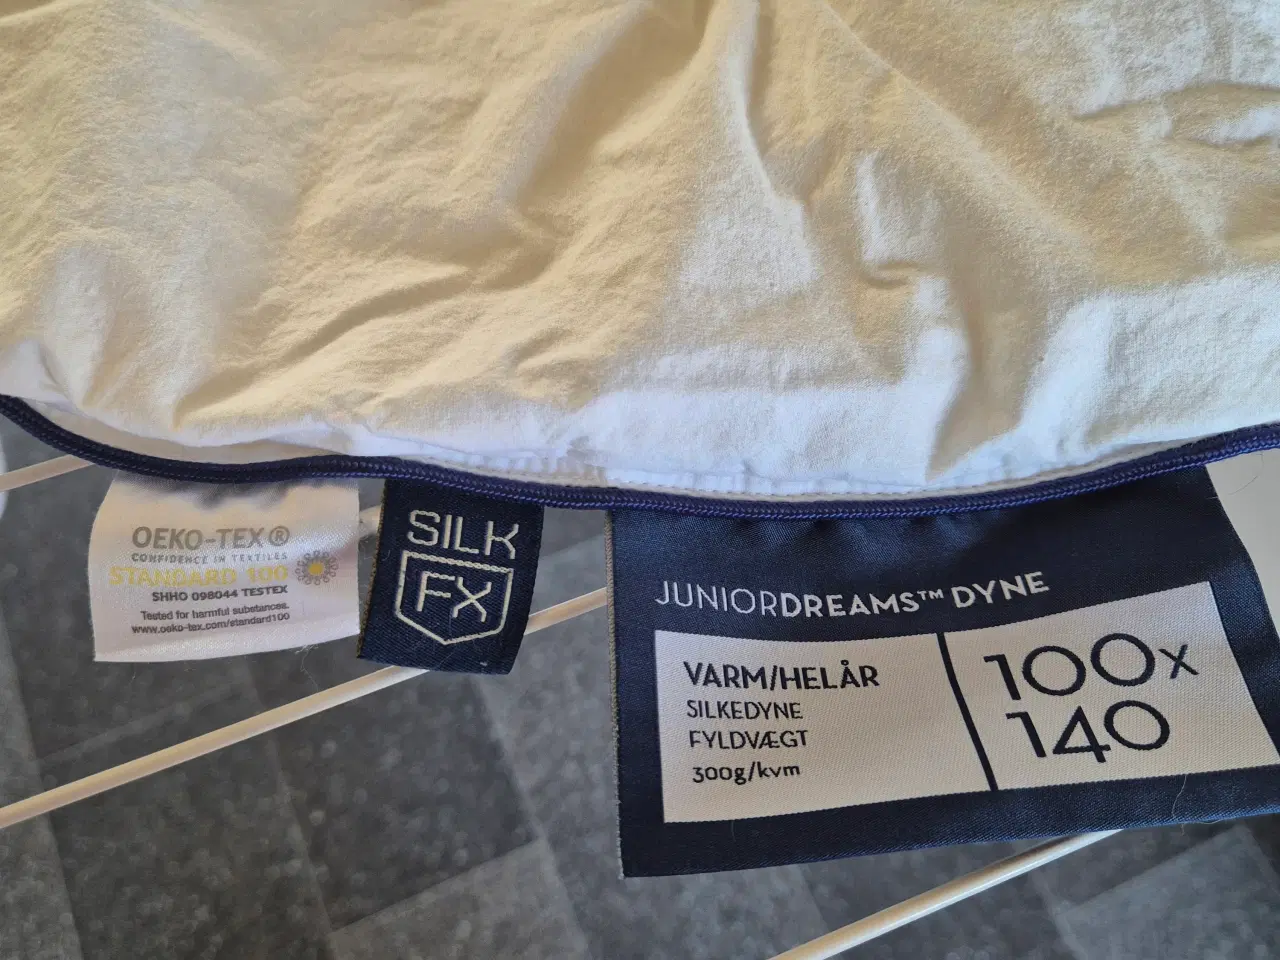 OEKO-TEX®
CONFIDENCE IN TEXTILES
STANDARD 100
SHHO 098044 TESTEX
Tested for harmful substances.
www.oeko-tex.com/standard100
SILK
FX
JUNIORDREAMS™ DYNE
VARM/HELÅR
SILKEDYNE
FYLDVÆGT
300g/kvm
100x
140